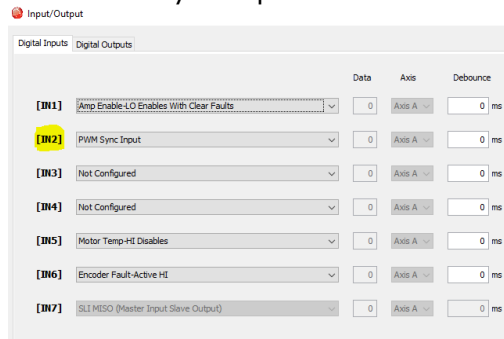 Input/Output
Digital Inputs Digital Outputs
Data Axis Debounce
[IN1] Amp Enable-LO Enables With Clear Faults 0 Axis A 0 ms
[IN2] PWM Sync Input 0 Axis A 0 ms
[IN3] Not Configured 0 Axis A 0 ms
[IN4] Not Configured 0 Axis A 0 ms
[IN5] Motor Temp-HI Disables 0 Axis A 0 ms
[IN6] Encoder Fault-Active HI 0 Axis A 0 ms
[IN7] SLI MISO (Master Input Slave Output) 0 Axis A 0 ms